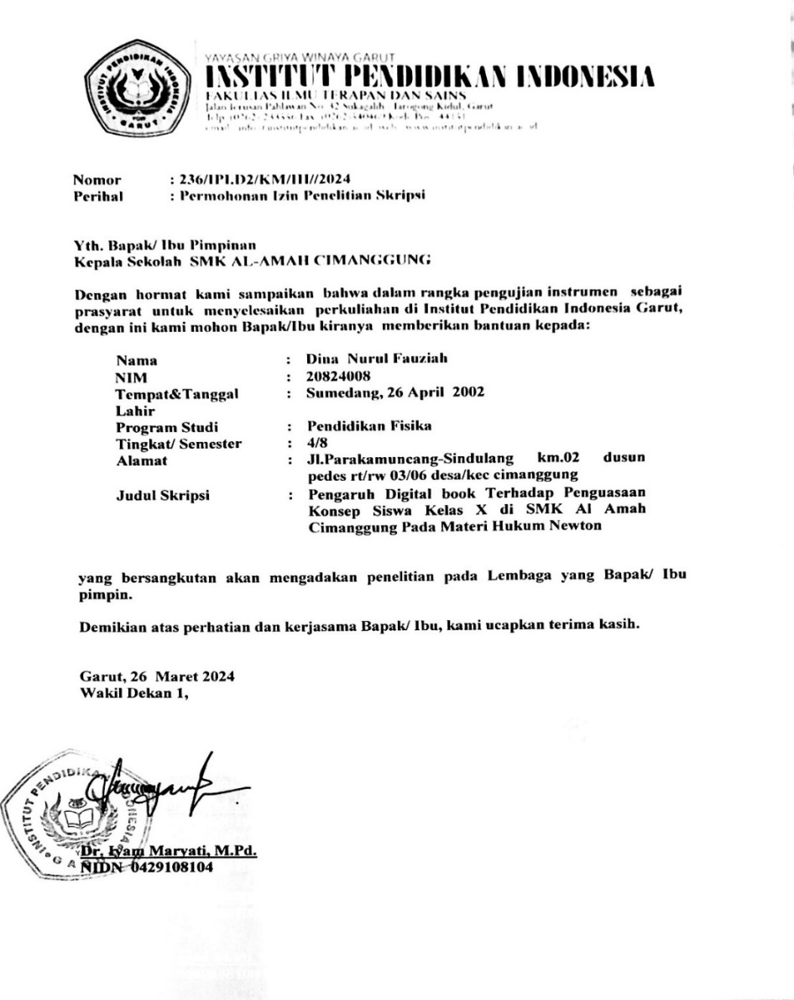 YAYASAN GRIYA WINAYA GARUT
INSTITUT PENDIDIKAN INDONESIA
FAKULTAS ILMU TERAPAN DAN SAINS
Jalan Terusan Pahlawan No. 32 Sukagalih Tarogong Kidul, Garut
Nomor : 236/IPI.D2/KM/III//2024
Perihal : Permohonan Izin Penelitian Skripsi
Yth. Bapak/ Ibu Pimpinan
Kepala Sekolah SMK AL-AMAH CIMANGGUNG
Dengan hormat kami sampaikan bahwa dalam rangka pengujian instrumen sebagai
prasyarat untuk menyelesaikan perkuliahan di Institut Pendidikan Indonesia Garut,
dengan ini kami mohon Bapak/Ibu kiranya memberikan bantuan kepada:
Nama : Dina Nurul Fauziah
NIM : 20824008
Tempat&Tanggal : Sumedang, 26 April 2002
Lahir
Program Studi : Pendidikan Fisika
Tingkat/ Semester : 4/8
Alamat : Jl.Parakamuncang-Sindulang km.02 dusun
pedes rt/rw 03/06 desa/kec cimanggung
Judul Skripsi : Pengaruh Digital book Terhadap Penguasaan
Konsep Siswa Kelas X di SMK Al Amah
Cimanggung Pada Materi Hukum Newton
yang bersangkutan akan mengadakan penelitian pada Lembaga yang Bapak/ Ibu
pimpin.
Demikian atas perhatian dan kerjasama Bapak/ Ibu, kami ucapkan terima kasih.
Garut, 26 Maret 2024
Wakil Dekan 1,
INSTITUT PENDIDIKAN INDONESIA
GARUT
Dr. Iyam Maryati, M.Pd.
NIDN 0429108104